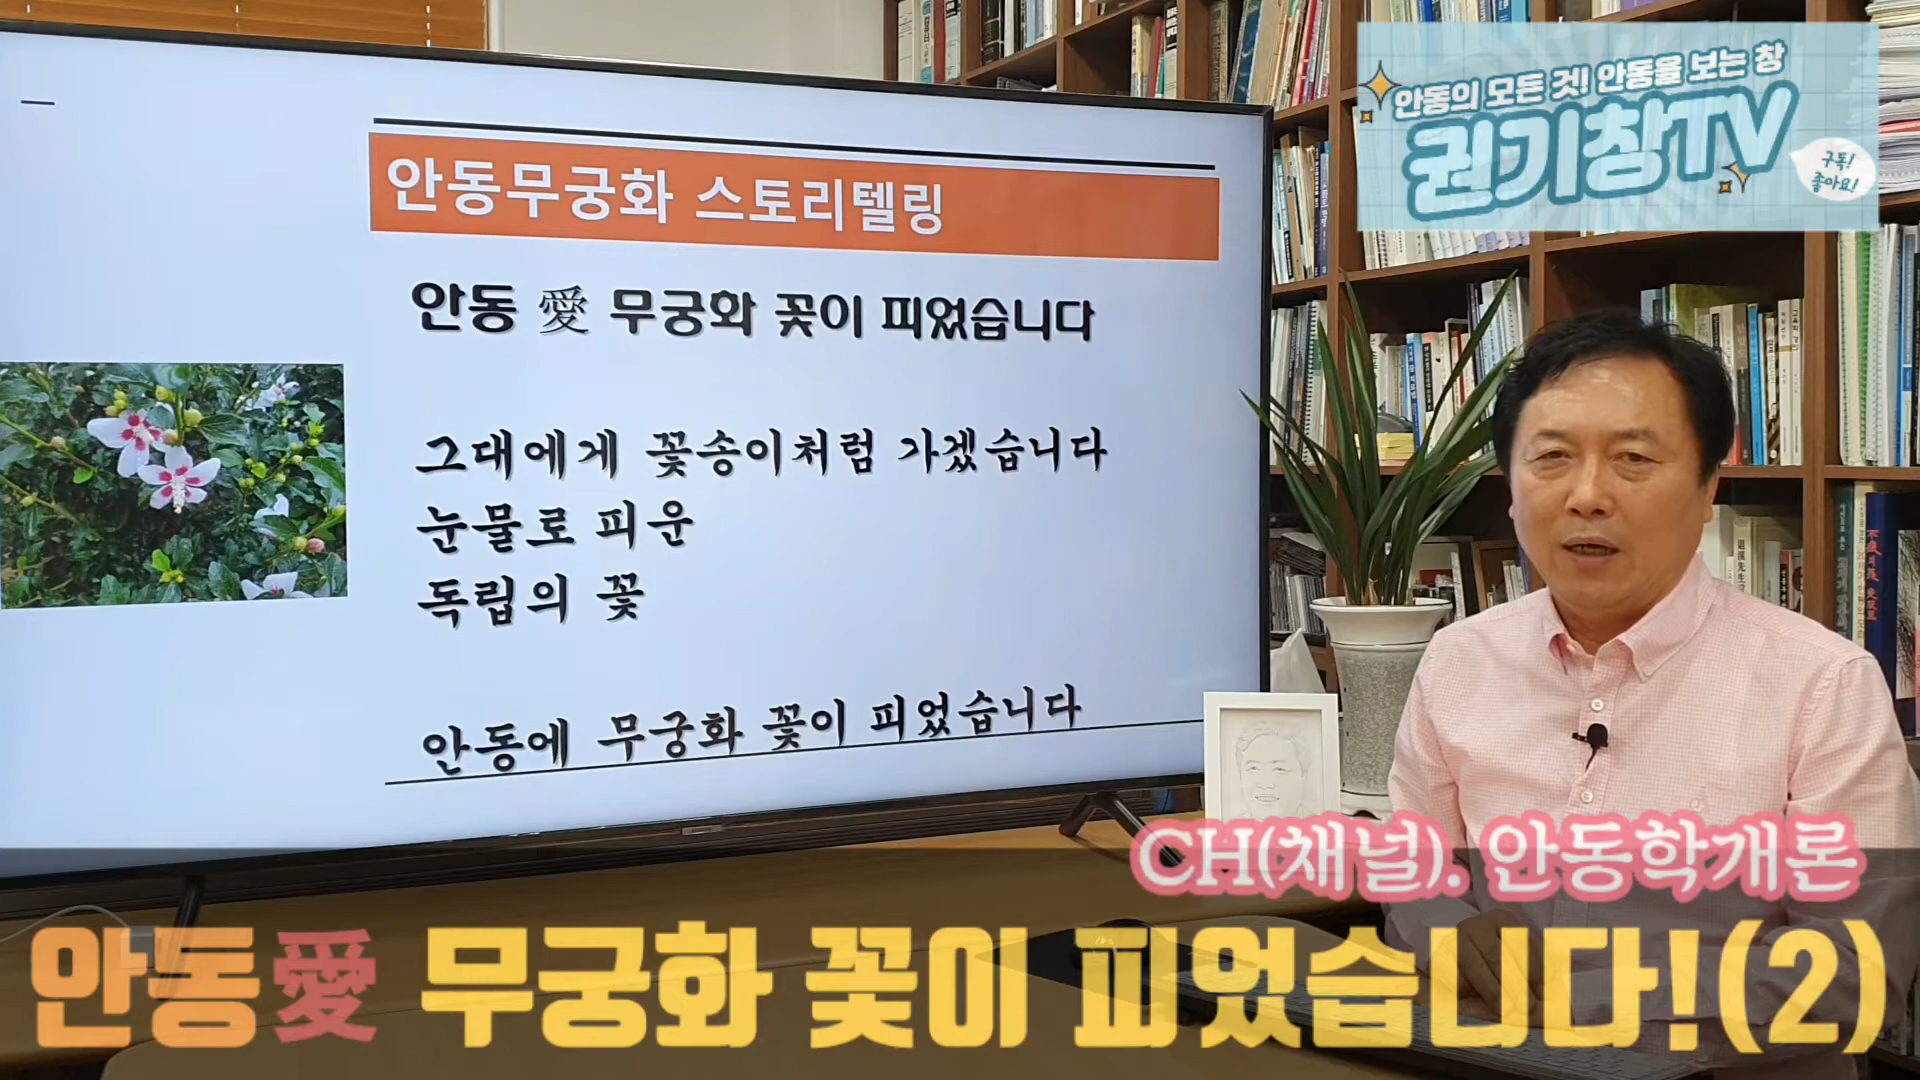 안동의 모든 것! 안동을 보는 창
권기창TV
구독!
좋아요!
안동무궁화 스토리텔링
안동 愛 무궁화 꽃이 피었습니다
그대에게 꽃송이처럼 가겠습니다
눈물로 피운
독립의 꽃
안동에 무궁화 꽃이 피었습니다
CH(채널). 안동학개론
안동愛 무궁화 꽃이 피었습니다!(2)